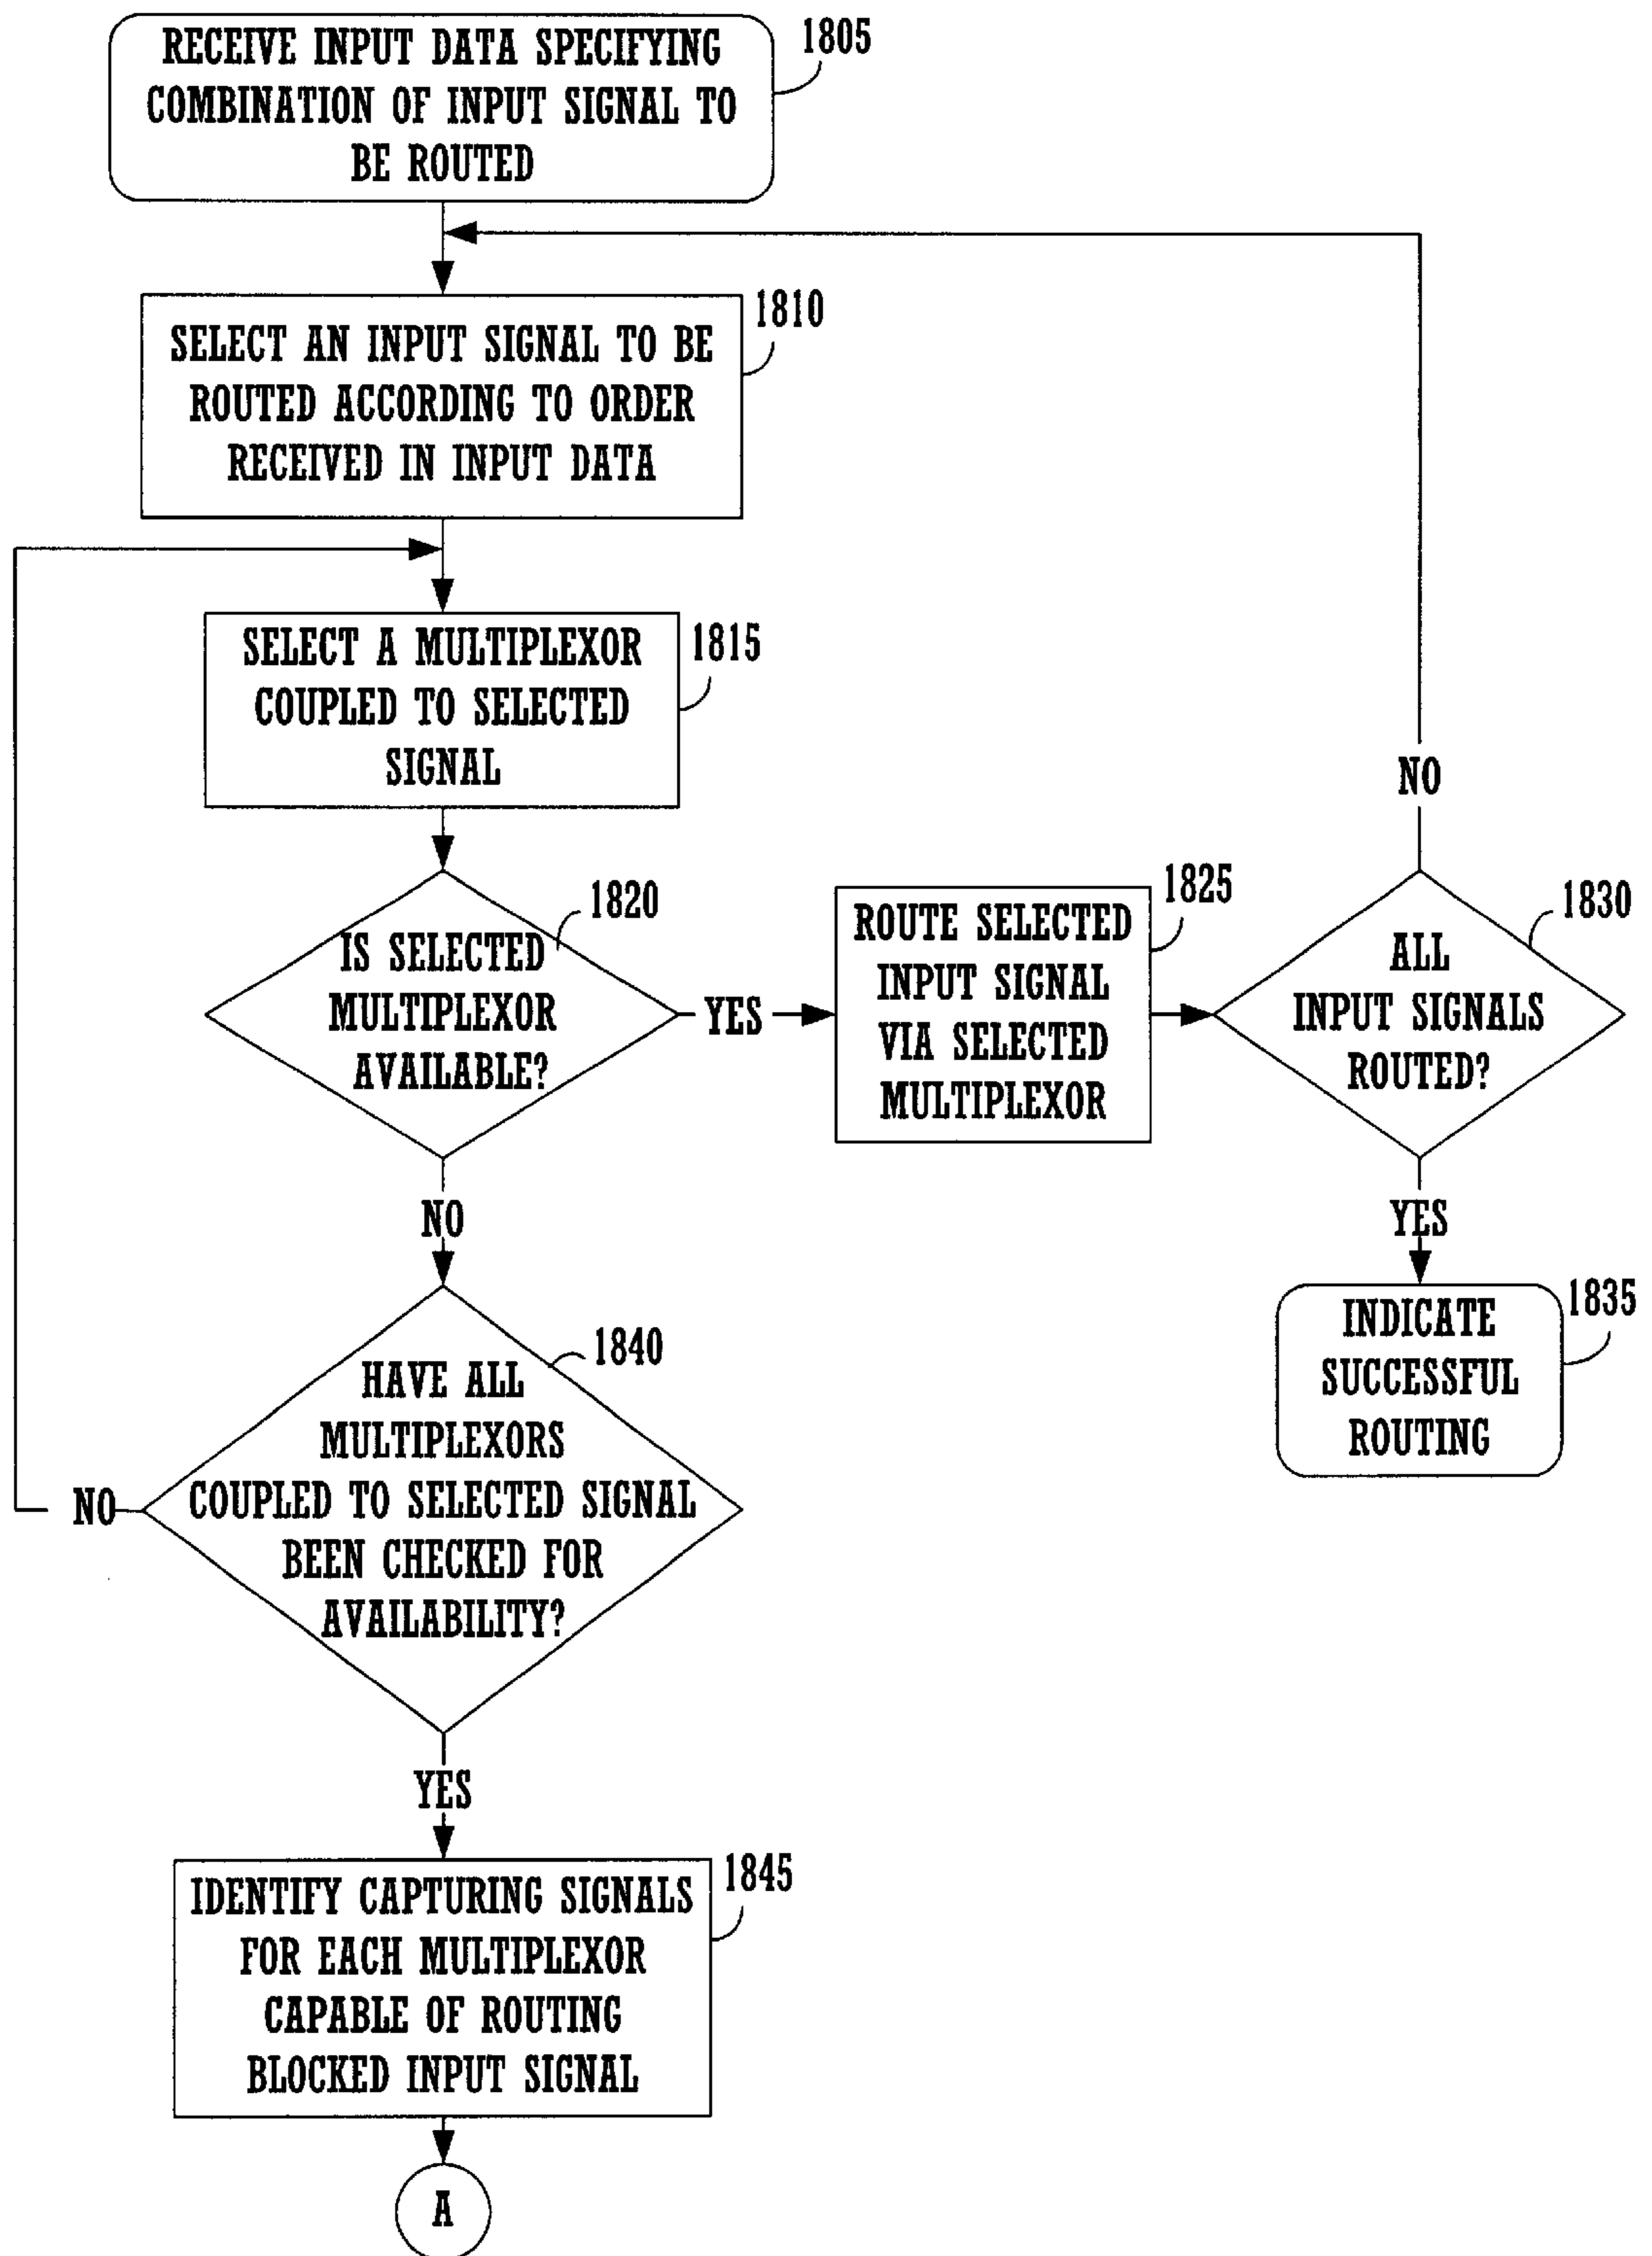 RECEIVE INPUT DATA SPECIFYING
COMBINATION OF INPUT SIGNAL TO
BE ROUTED
1805
SELECT AN INPUT SIGNAL TO BE
ROUTED ACCORDING TO ORDER
RECEIVED IN INPUT DATA
1810
SELECT A MULTIPLEXOR
COUPLED TO SELECTED
SIGNAL
1815
IS SELECTED
MULTIPLEXOR
AVAILABLE?
1820
YES
ROUTE SELECTED
INPUT SIGNAL
VIA SELECTED
MULTIPLEXOR
1825
ALL
INPUT SIGNALS
ROUTED?
1830
NO
YES
INDICATE
SUCCESSFUL
ROUTING
1835
NO
HAVE ALL
MULTIPLEXORS
COUPLED TO SELECTED SIGNAL
BEEN CHECKED FOR
AVAILABILITY?
1840
NO
YES
IDENTIFY CAPTURING SIGNALS
FOR EACH MULTIPLEXOR
CAPABLE OF ROUTING
BLOCKED INPUT SIGNAL
1845
A